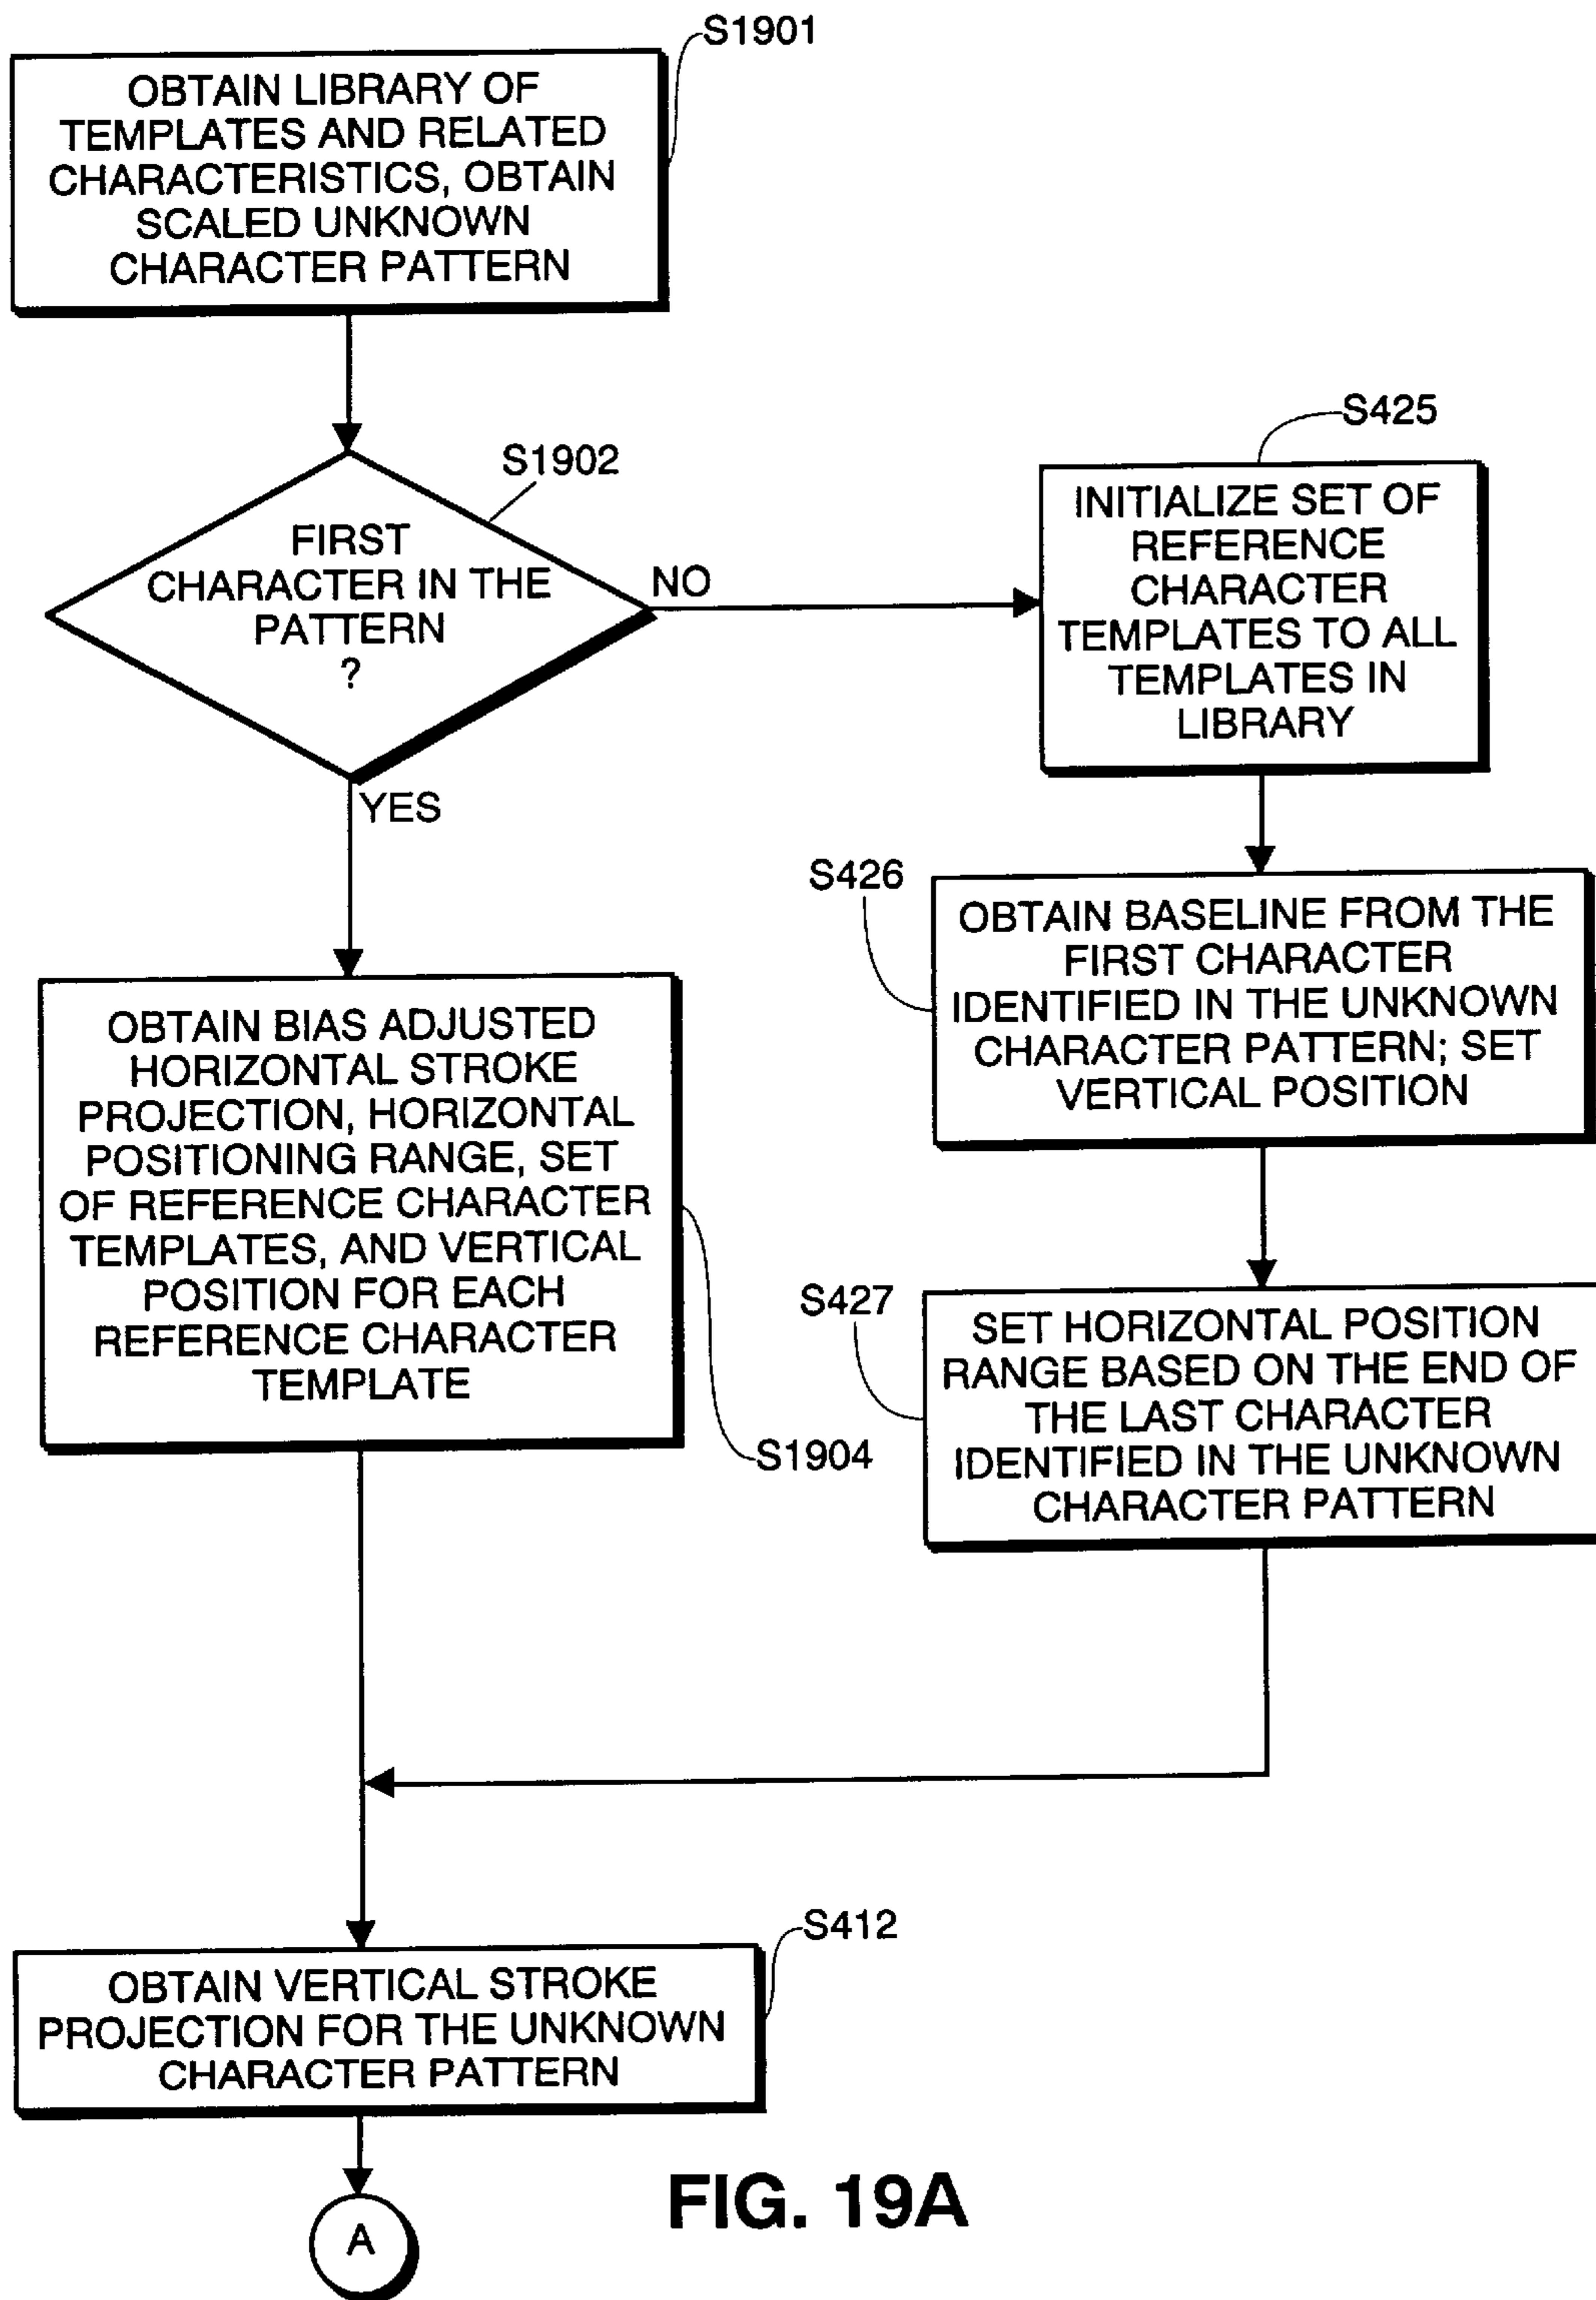 S1901
OBTAIN LIBRARY OF
TEMPLATES AND RELATED
CHARACTERISTICS, OBTAIN
SCALED UNKNOWN
CHARACTER PATTERN
S1902
FIRST
CHARACTER IN THE
PATTERN
?
NO
YES
S425
INITIALIZE SET OF
REFERENCE
CHARACTER
TEMPLATES TO ALL
TEMPLATES IN
LIBRARY
S426
OBTAIN BASELINE FROM THE
FIRST CHARACTER
IDENTIFIED IN THE UNKNOWN
CHARACTER PATTERN; SET
VERTICAL POSITION
OBTAIN BIAS ADJUSTED
HORIZONTAL STROKE
PROJECTION, HORIZONTAL
POSITIONING RANGE, SET
OF REFERENCE CHARACTER
TEMPLATES, AND VERTICAL
POSITION FOR EACH
REFERENCE CHARACTER
TEMPLATE
S1904
S427
SET HORIZONTAL POSITION
RANGE BASED ON THE END OF
THE LAST CHARACTER
IDENTIFIED IN THE UNKNOWN
CHARACTER PATTERN
S412
OBTAIN VERTICAL STROKE
PROJECTION FOR THE UNKNOWN
CHARACTER PATTERN
A
FIG. 19A